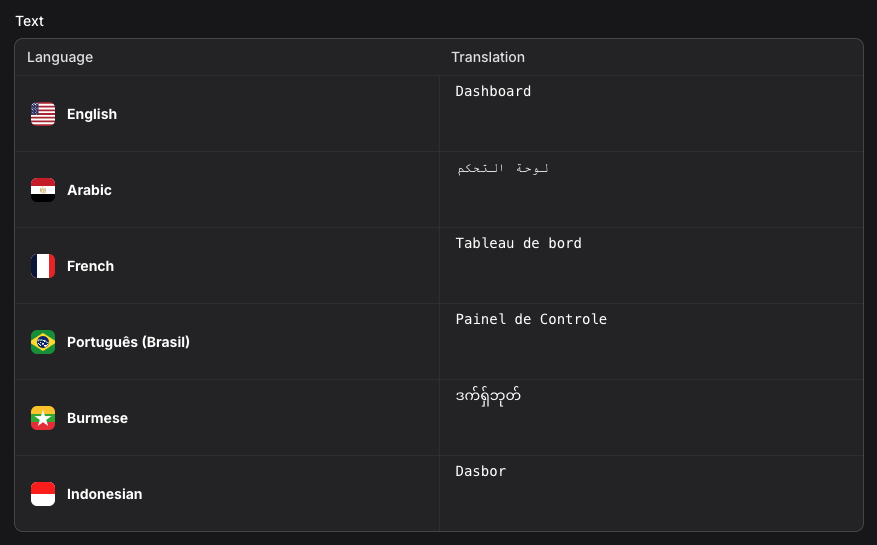 Text
Language Translation
English Dashboard
Arabic لوحة التحكم
French Tableau de bord
Português (Brasil) Painel de Controle
Burmese ဒက်ရှ်ဘုတ်
Indonesian Dasbor